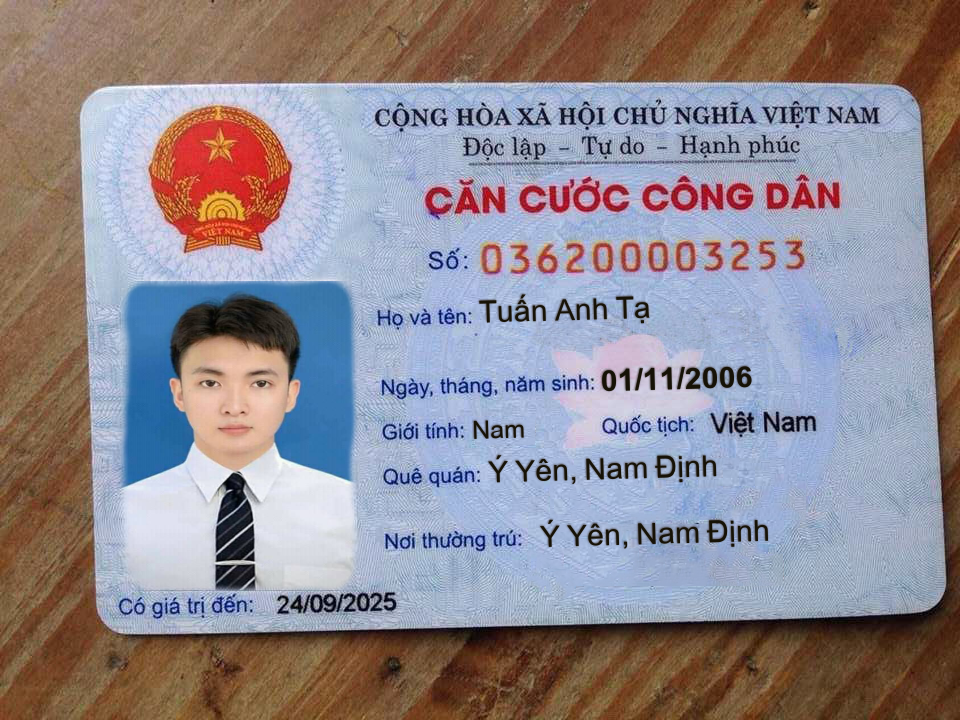 CỘNG HÒA XÃ HỘI CHỦ NGHĨA VIỆT NAM
Độc lập - Tự do - Hạnh phúc
CĂN CƯỚC CÔNG DÂN
Số: 036200003253
Họ và tên: Tuấn Anh Tạ
Ngày, tháng, năm sinh: 01/11/2006
Giới tính: Nam Quốc tịch: Việt Nam
Quê quán: Ý Yên, Nam Định
Nơi thường trú: Ý Yên, Nam Định
Có giá trị đến: 24/09/2025
VIỆT NAM